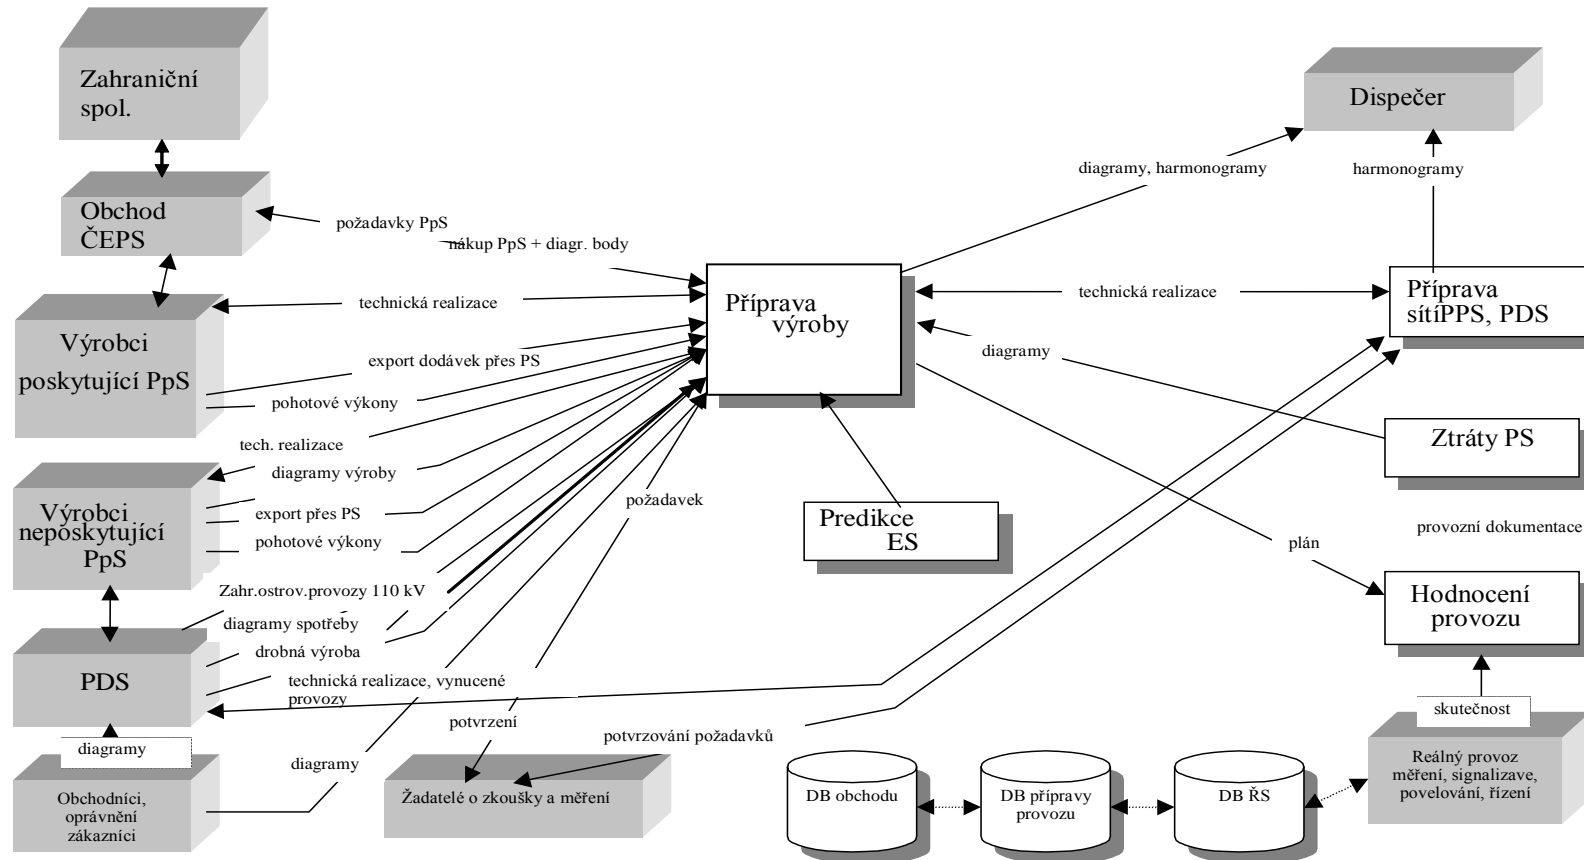 Zahraniční
spol.
Dispečer
diagramy, harmonogramy
harmonogramy
Obchod
ČEPS
požadavky PpS
nákup PpS + diagr. body
Příprava
výroby
technická realizace
technická realizace
Příprava
sítíPPS, PDS
Výrobci
poskytující PpS
export dodávek přes PS
diagramy
pohotové výkony
tech. realizace
Ztráty PS
diagramy výroby
požadavek
Výrobci
neposkytující
PpS
export přes PS
pohotové výkony
Predikce
ES
provozní dokumentace
plán
Zahr.ostrov.provozy 110 kV
Hodnocení
provozu
diagramy spotřeby
drobná výroba
PDS
technická realizace, vynucené
provozy
skutečnost
potvrzení
potvrzování požadavků
diagramy
diagramy
Reálný provoz
měření, signalizave,
povelování, řízení
Obchodníci,
oprávnění
zákazníci
Žadatelé o zkoušky a měření
DB obchodu
DB přípravy
provozu
DB ŘS